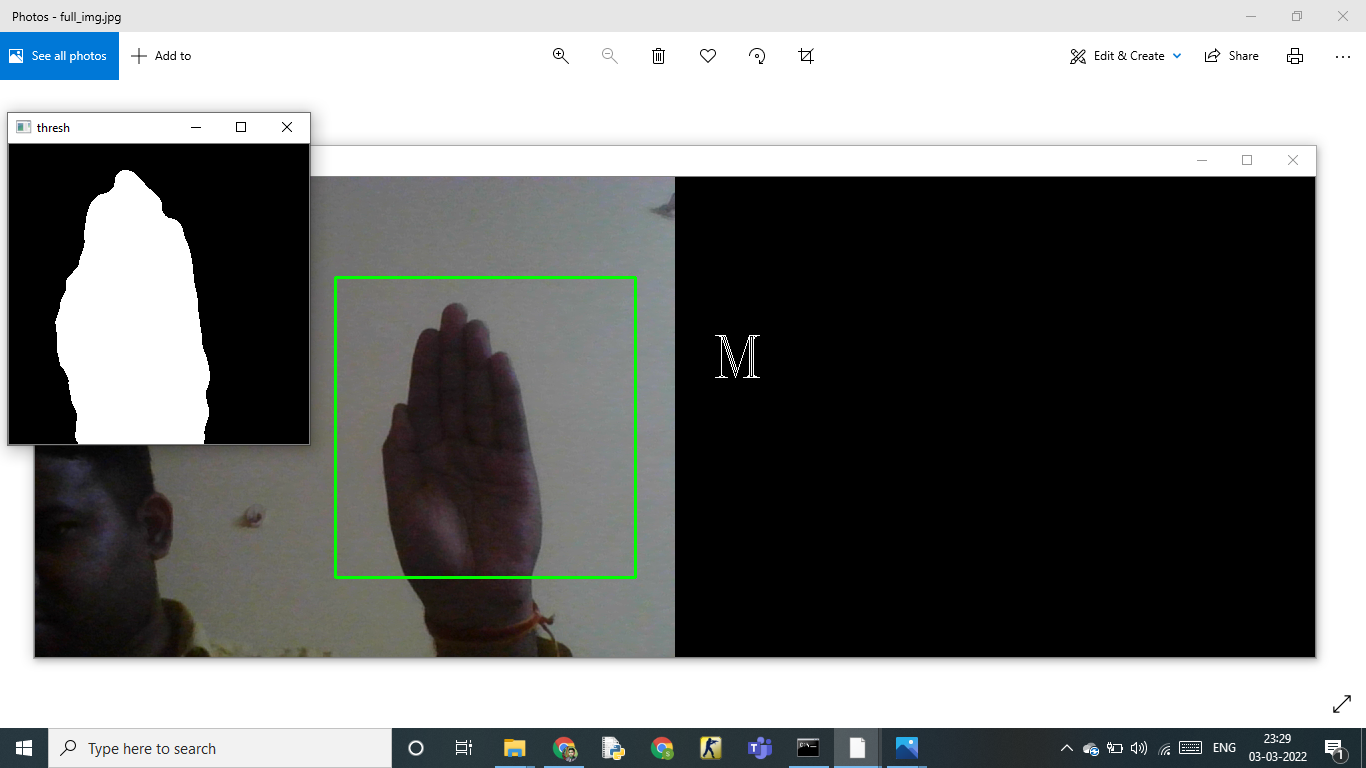 Photos - full_img.jpg
See all photos
Add to
Edit & Create
Share
thresh
M
Type here to search
ENG
23:29
03-03-2022
1